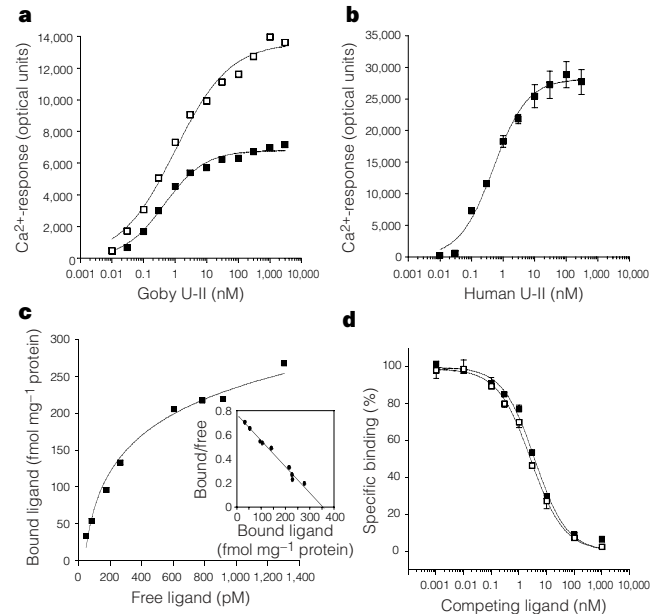 a
Ca2+-response (optical units)
14,000
12,000
10,000
8,000
6,000
4,000
2,000
0
0.001 0.01 0.1 1 10 100 1,000 10,000
Goby U-II (nM)
b
Ca2+-response (optical units)
35,000
30,000
25,000
20,000
15,000
10,000
5,000
0
0.001 0.01 0.1 1 10 100 1,000 10,000
Human U-II (nM)
c
Bound ligand (fmol mg–1 protein)
300
250
200
150
100
50
0
0 200 400 600 800 1,000 1,200 1,400
Free ligand (pM)
Bound/free
0.8
0.6
0.4
0.2
0
0 100 200 300 400
Bound ligand
(fmol mg–1 protein)
d
Specific binding (%)
100
80
60
40
20
0
0.001 0.01 0.1 1 10 100 1,000 10,000
Competing ligand (nM)